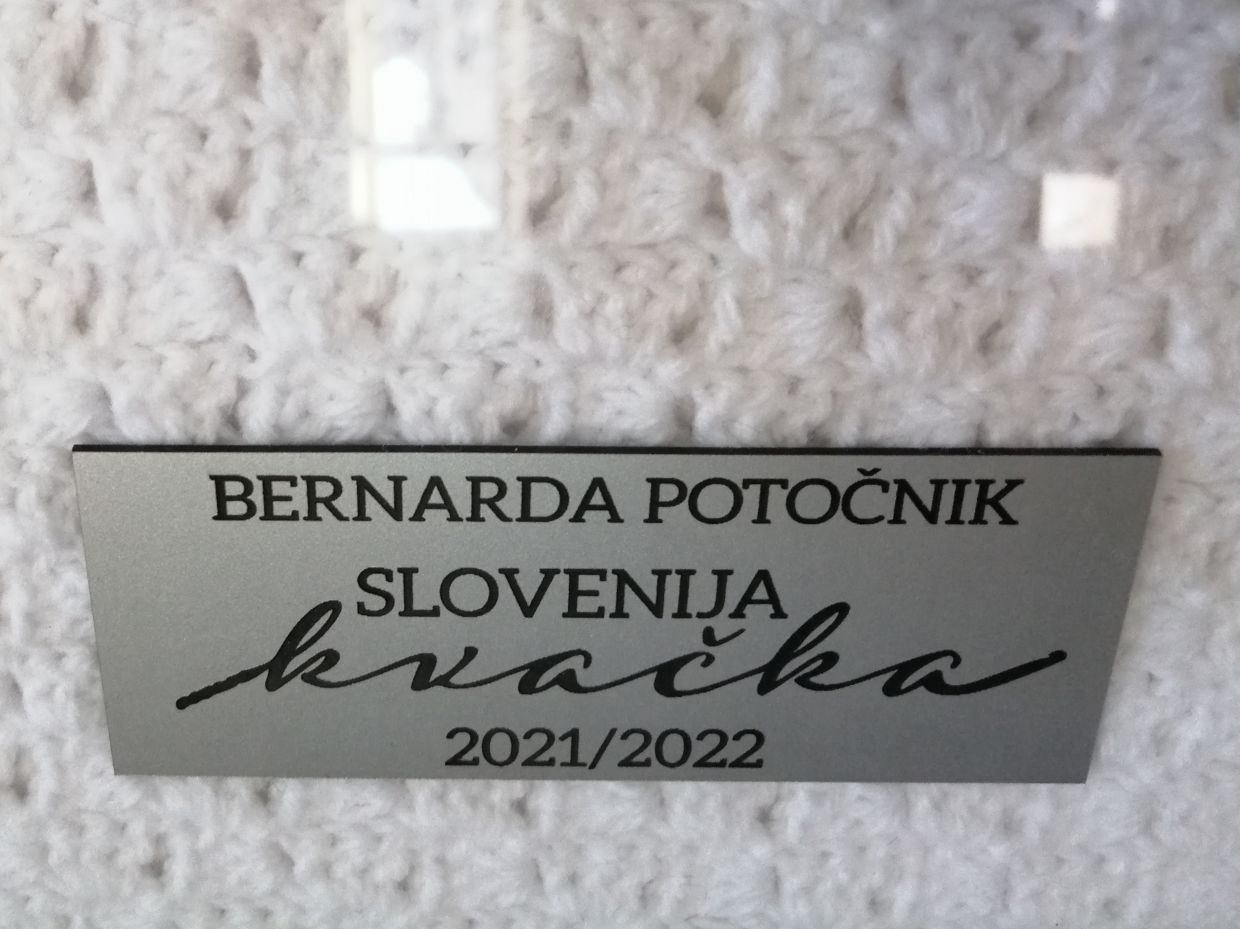 BERNARDA POTOČNIK
SLOVENIJA
kvačka
2021/2022